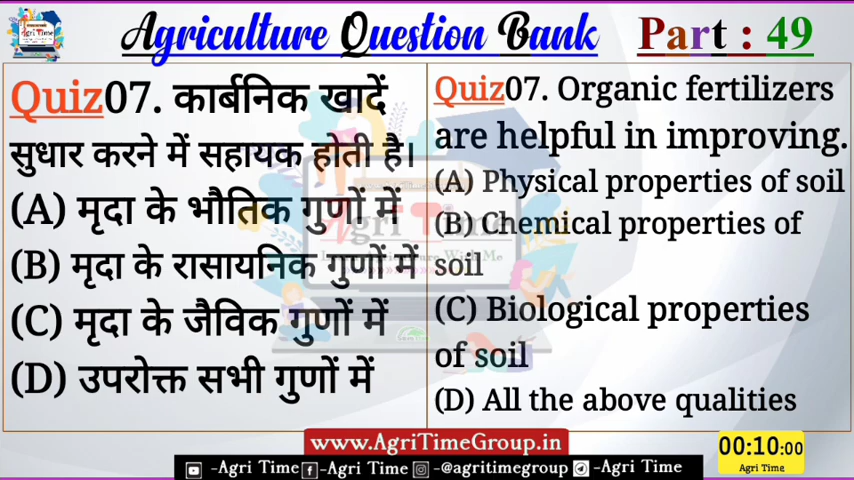 Agriculture Question Bank Part : 49
Quiz07. कार्बनिक खादें
सुधार करने में सहायक होती है।
(A) मृदा के भौतिक गुणों में
(B) मृदा के रासायनिक गुणों में
(C) मृदा के जैविक गुणों में
(D) उपरोक्त सभी गुणों में
Quiz07. Organic fertilizers
are helpful in improving.
(A) Physical properties of soil
(B) Chemical properties of
soil
(C) Biological properties
of soil
(D) All the above qualities
Agri Time
www.AgriTimeGroup.in
-Agri Time -Agri Time -@agritimegroup -Agri Time
00:10:00
Agri Time